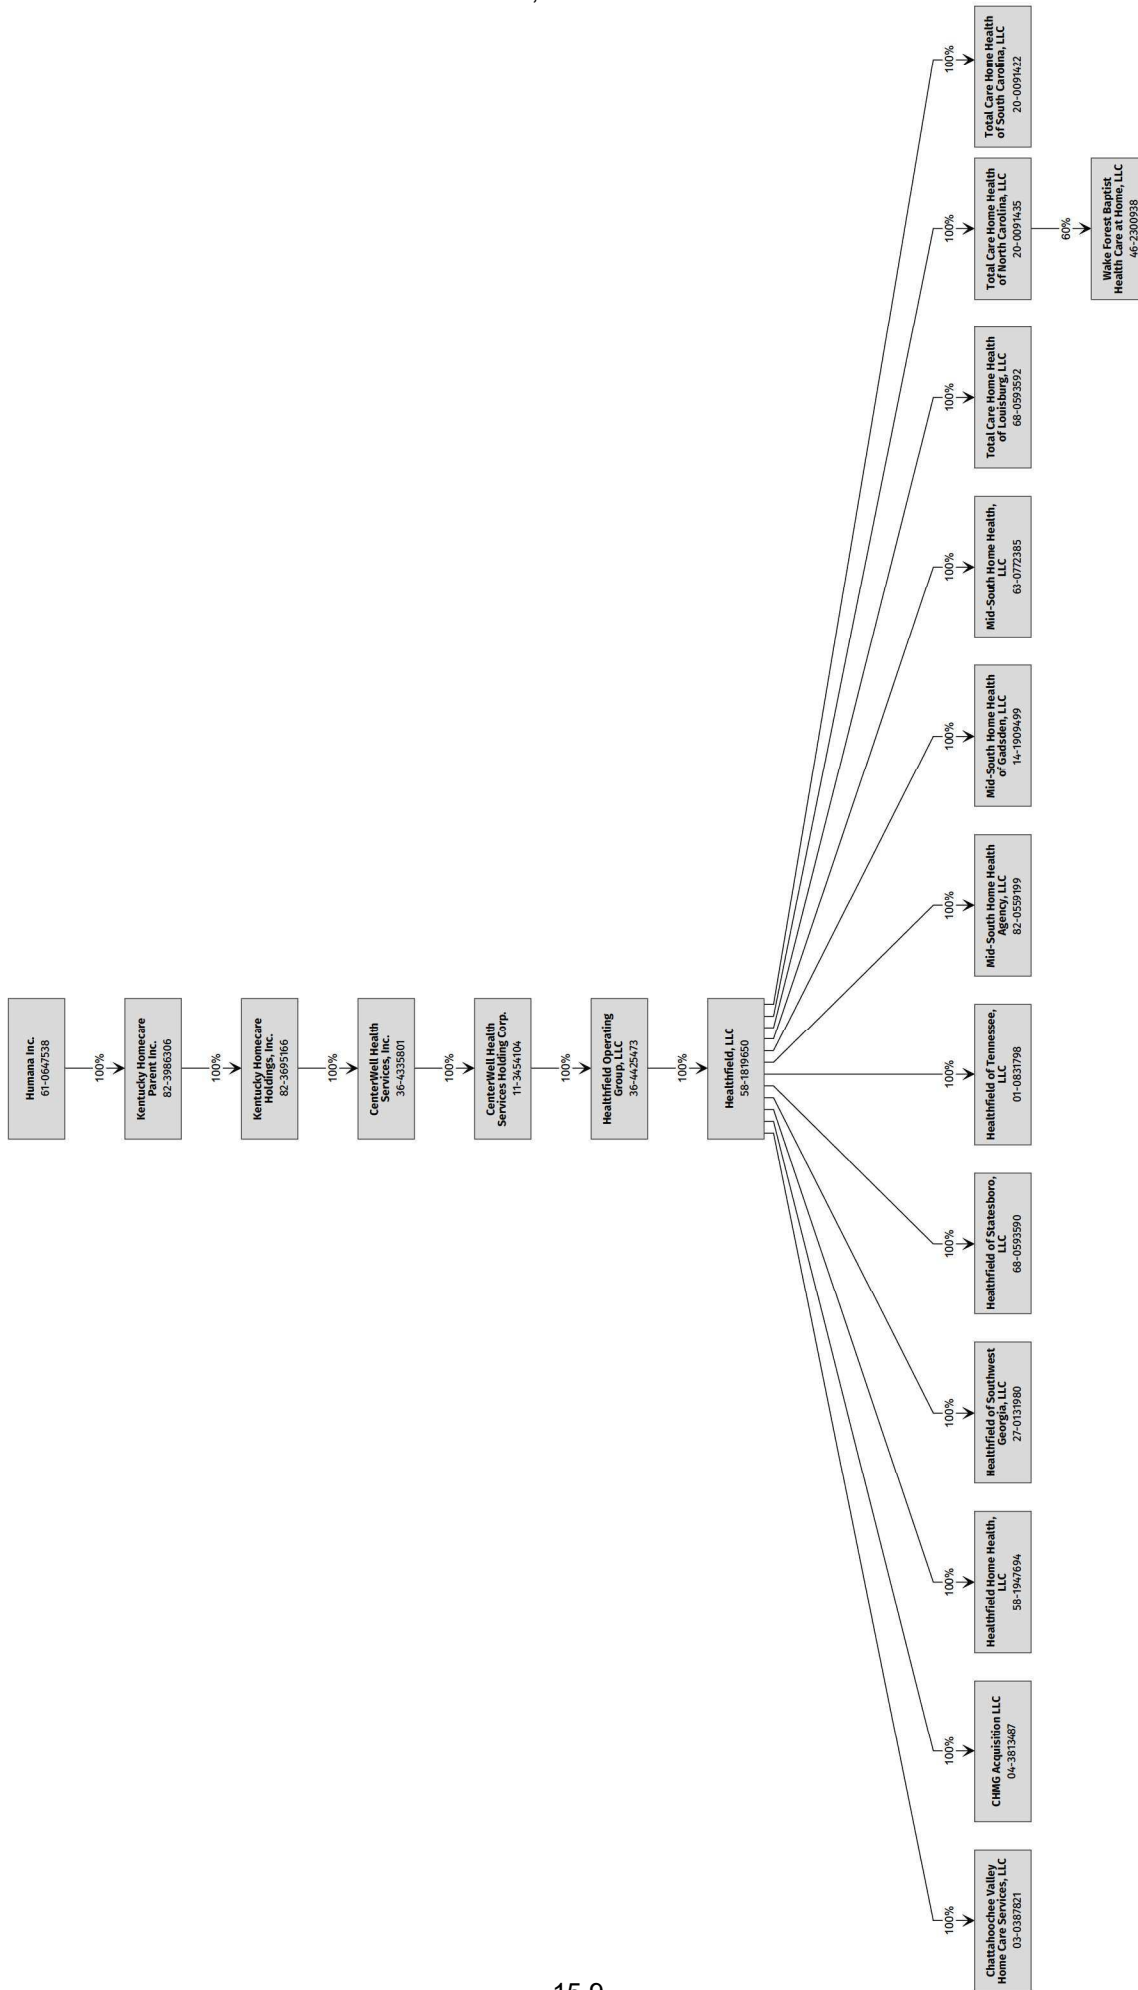 Humana Inc.
61-0647538
100%
Kentucky Homecare
Parent Inc.
82-3986306
100%
Kentucky Homecare
Holdings, Inc.
82-3695166
100%
CenterWell Health
Services, Inc.
36-4335801
100%
CenterWell Health
Services Holding Corp.
11-3454104
100%
Healthfield Operating
Group, LLC
36-4425473
100%
Healthfield, LLC
58-1819650
100%
Chattahoochee Valley
Home Care Services, LLC
03-0387821
100%
CHMG Acquisition LLC
04-3813487
100%
Healthfield Home Health,
LLC
58-1947694
100%
Healthfield of Southwest
Georgia, LLC
27-0131980
100%
Healthfield of Statesboro,
LLC
68-0593590
100%
Healthfield of Tennessee,
LLC
01-0831798
100%
Mid-South Home Health
Agency, LLC
82-0559199
100%
Mid-South Home Health
of Gadsden, LLC
14-1909499
100%
Mid-South Home Health,
LLC
63-0772385
100%
Total Care Home Health
of Louisburg, LLC
68-0593592
100%
Total Care Home Health
of North Carolina, LLC
20-0091435
100%
Total Care Home Health
of South Carolina, LLC
20-0091422
60%
Wake Forest Baptist
Health Care at Home, LLC
46-2300938
15.9